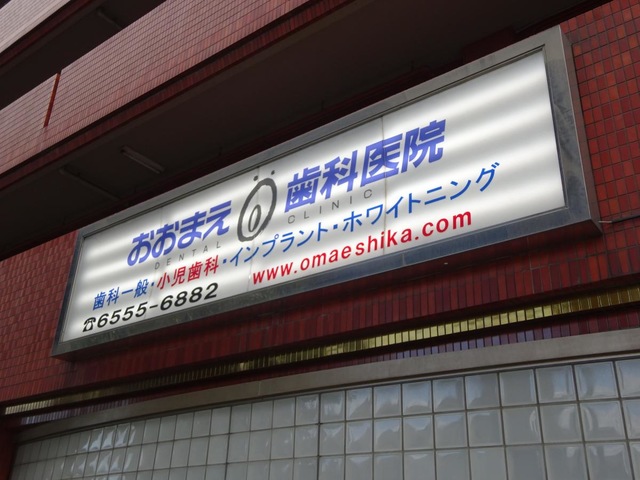 おおまえ歯科医院
DENTAL CLINIC
歯科一般・小児歯科・インプラント・ホワイトニング
☎6555-6882 www.omaeshika.com